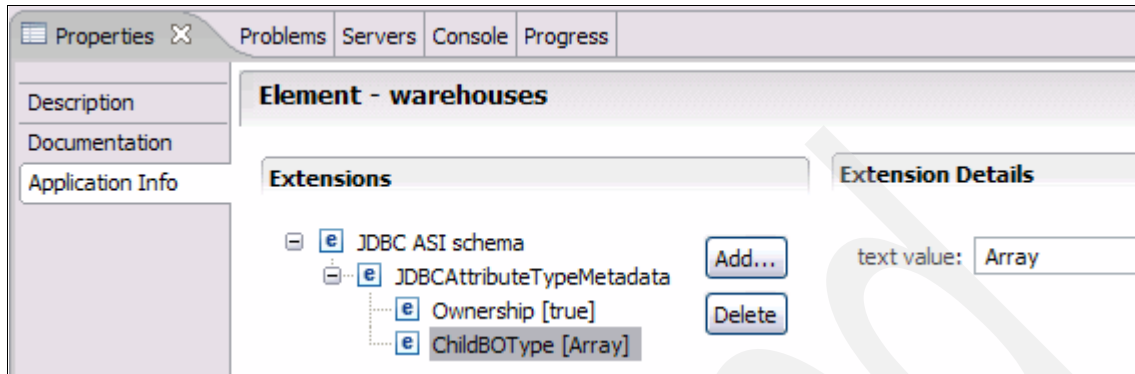 Properties Problems Servers Console Progress
Description
Documentation
Application Info
Element - warehouses
Extensions
JDBC ASI schema
JDBCAttributeTypeMetadata
Ownership [true]
ChildBOType [Array]
Add...
Delete
Extension Details
text value: Array